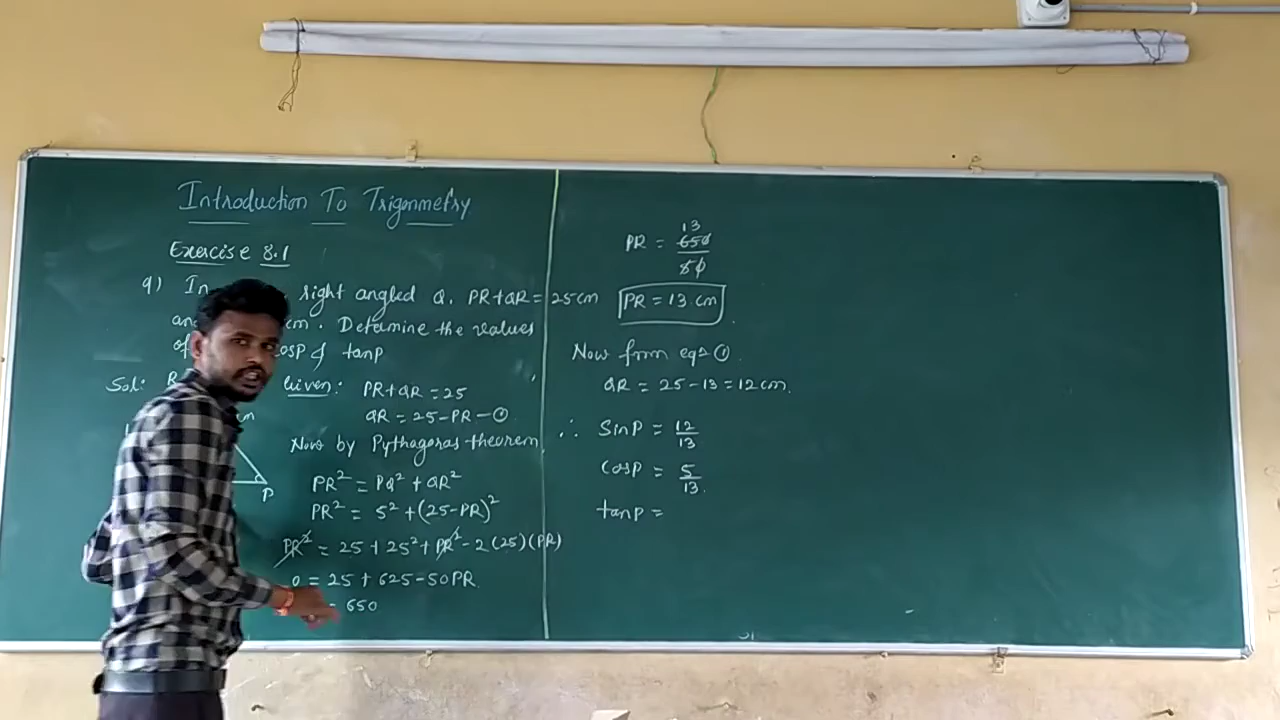 Introduction To Trigonmetry
Exercise 8.1
9) In right angled Q, PR+QR = 25cm
and cm. Determine the values
of cosP & tanp
Sol: Given: PR+QR = 25
QR = 25-PR-①
cm
Now by Pythagoras theorem
PR² = PQ² + QR²
P
PR² = 5² + (25-PR)²
PR² = 25 + 25² + PR² - 2(25)(PR)
0 = 25 + 625 - 50PR
= 650
PR = 650/50 13
PR = 13 cm
Now from eqn ①.
QR = 25-13 = 12cm.
∴ SinP = 12/13
cosp = 5/13.
tanp =